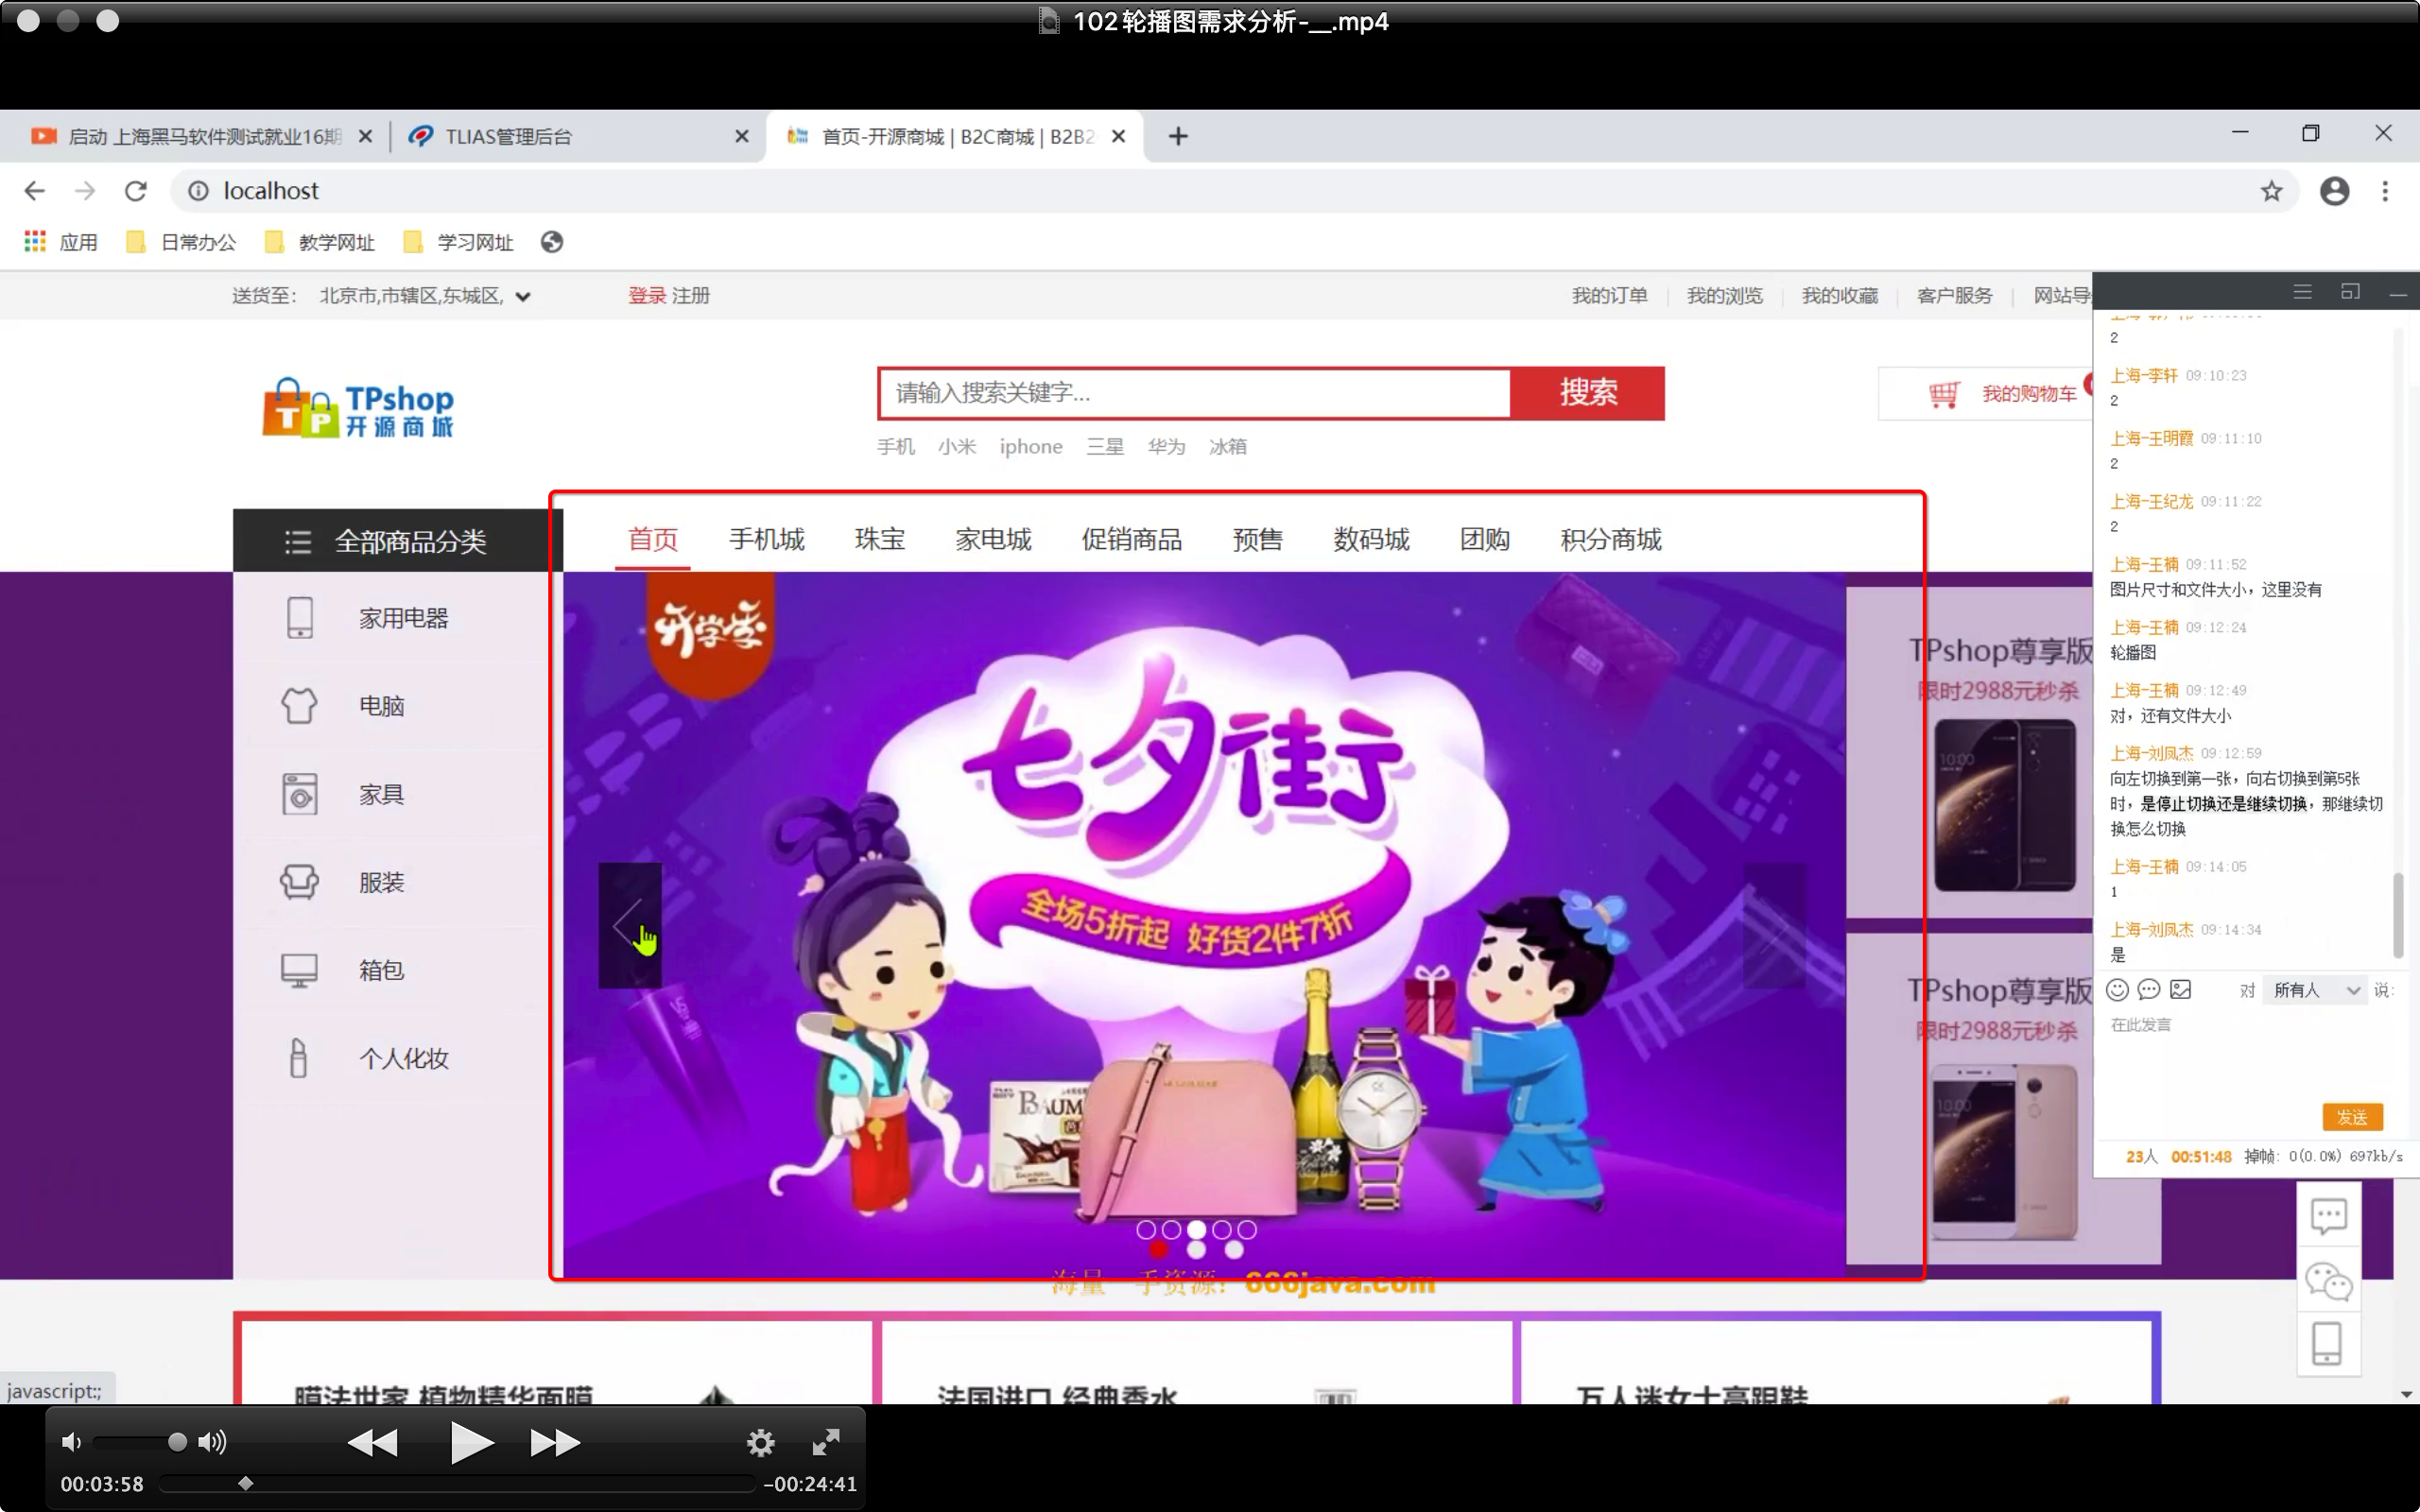 102轮播图需求分析-__.mp4
启动 上海黑马软件测试就业16期
TLIAS管理后台
首页-开源商城 | B2C商城 | B2B2
localhost
应用
日常办公
教学网址
学习网址
送货至: 北京市,市辖区,东城区,
登录 注册
我的订单
我的浏览
我的收藏
客户服务
网站导
TPshop
开源商城
请输入搜索关键字...
搜索
我的购物车
手机 小米 iphone 三星 华为 冰箱
全部商品分类
首页 手机城 珠宝 家电城 促销商品 预售 数码城 团购 积分商城
家用电器
电脑
家具
服装
箱包
个人化妆
开学季
七夕街
全场5折起 好货2件7折
BAUM
TPshop尊享版
限时2988元秒杀
10:00
TPshop尊享版
限时2988元秒杀
10:00
2
上海-李轩 09:10:23
2
上海-王明霞 09:11:10
2
上海-王纪龙 09:11:22
2
上海-王楠 09:11:52
图片尺寸和文件大小，这里没有
上海-王楠 09:12:24
轮播图
上海-王楠 09:12:49
对，还有文件大小
上海-刘凤杰 09:12:59
向左切换到第一张，向右切换到第5张
时，是停止切换还是继续切换，那继续切
换怎么切换
上海-王楠 09:14:05
1
上海-刘凤杰 09:14:34
是
对 所有人 说:
在此发言
发送
23人 00:51:48 掉帧: 0(0.0%) 697kb/s
海量一手资源: 666java.com
膜法世家 植物精华面膜
法国进口 经典香水
万人迷女士高跟鞋
javascript:;
00:03:58
-00:24:41